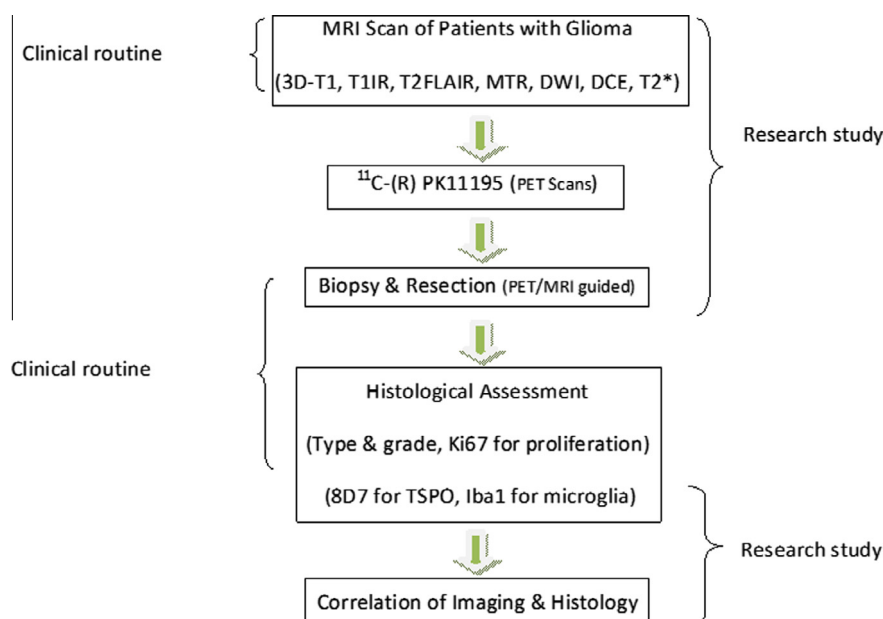 MRI Scan of Patients with Glioma
Clinical routine
(3D-T1, T1IR, T2FLAIR, MTR, DWI, DCE, T2*)
Research study
¹¹C-(R) PK11195 (PET Scans)
Biopsy & Resection (PET/MRI guided)
Clinical routine
Histological Assessment
(Type & grade, Ki67 for proliferation)
(8D7 for TSPO, Iba1 for microglia)
Research study
Correlation of Imaging & Histology